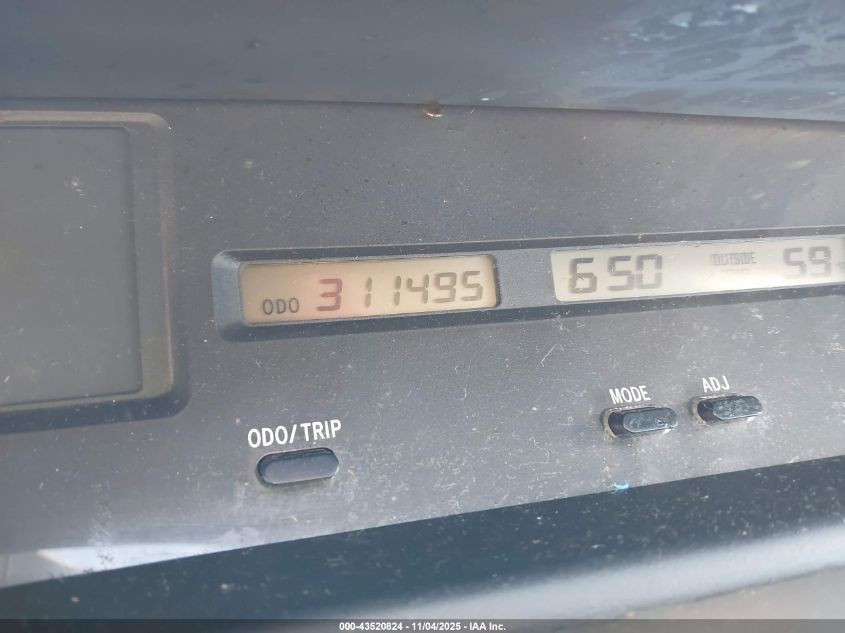 ODO 311495
650 OUTSIDE 59
ODO/TRIP
MODE ADJ
000-43520824 - 11/04/2025 - IAA Inc.